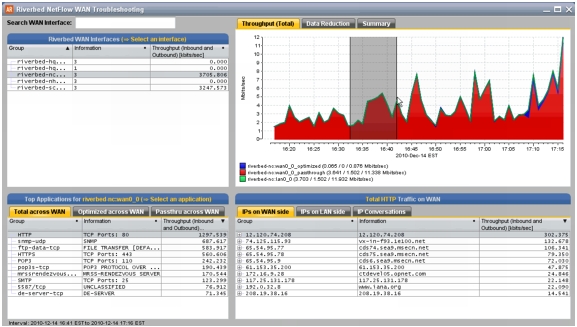 AR Riverbed NetFlow WAN Troubleshooting
Search WAN Interface:
Riverbed WAN Interfaces (-> Select an interface)
Group Information Throughput (Inbound and Outbound) [kbits/sec]
riverbed-hq... 3 0.000
riverbed-hq... 1 0.000
riverbed-nc... 3 3705.806
riverbed-nh... 3 0.000
riverbed-sc... 3 3247.573
Throughput (Total) Data Reduction Summary
Mbits/sec
12
11
10
9
8
7
6
5
4
3
2
1
0
16:20 16:25 16:30 16:35 16:40 16:45 16:50 16:55 17:00 17:05 17:10 17:15
2010-Dec-14 EST
riverbed-nc:wan0_0_optimized (0.065 / 0 / 0.876 Mbits/sec)
riverbed-nc:wan0_0_passthrough (3.641 / 1.502 / 11.338 Mbits/sec)
riverbed-nc:lan0_0 (3.703 / 1.502 / 11.932 Mbits/sec)
Top Applications for riverbed-nc:wan0_0 (-> Select an application)
Total across WAN Optimized across WAN Passthru across WAN
Group Information Throughput (Inbound and Outbound)...
HTTP TCP Ports: 80 1297.539
snmp-udp SNMP 687.617
ftp-data-tcp FILE TRANSFER [DEFA... 515.793
HTTPS TCP Ports: 443 560.606
POP3 TCP Ports: 110 242.232
pop3s-tcp POP3 PROTOCOL OVER ... 190.439
mrssrendezvous... MRSS-RENDEZVOUS SERVER 170.544
SMTP TCP Ports: 25 123.299
5587/tcp UNCLASSIFIED 76.912
de-server-tcp DE-SERVER 71.345
Total HTTP Traffic on WAN
IPs on WAN side IPs on LAN side IP Conversations
Group Information Throughput (Inbound and Outbound) [kbits/sec]
12.120.74.208 12.120.74.208 302.375
74.125.115.93 vx-in-f93.1e100.net 132.678
65.54.95.77 cds74.sea9.msecn.net 106.341
65.54.95.78 cds75.sea9.msecn.net 79.350
65.54.95.9 cds6.sea9.msecn.net 72.030
61.153.35.200 61.153.35.200 47.875
172.16.9.28 ctdevel05.opnet.com 24.846
117.25.131.178 117.25.131.178 22.148
192.0.32.8 www.iana.org 22.090
208.19.38.16 208.19.38.16 14.541
Interval: 2010-12-14 16:41 EST to 2010-12-14 17:16 EST